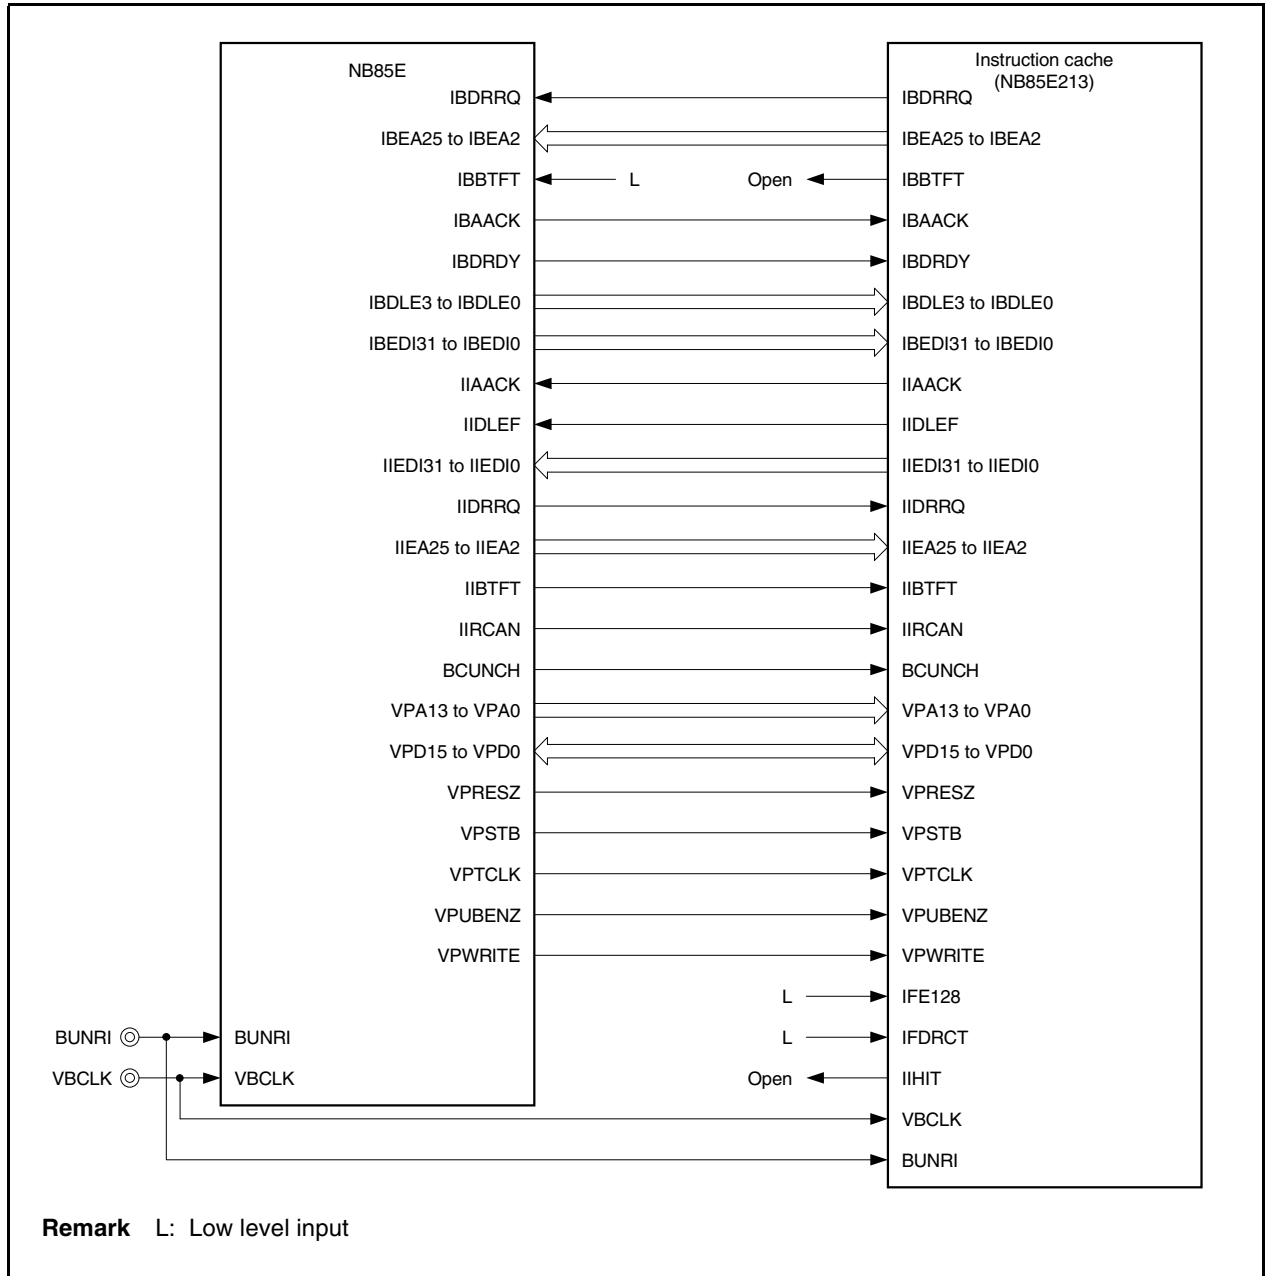 NB85E
Instruction cache
(NB85E213)
IBDRRQ IBDRRQ
IBEA25 to IBEA2 IBEA25 to IBEA2
IBBTFT L Open IBBTFT
IBAACK IBAACK
IBDRDY IBDRDY
IBDLE3 to IBDLE0 IBDLE3 to IBDLE0
IBEDI31 to IBEDI0 IBEDI31 to IBEDI0
IIAACK IIAACK
IIDLEF IIDLEF
IIEDI31 to IIEDI0 IIEDI31 to IIEDI0
IIDRRQ IIDRRQ
IIEA25 to IIEA2 IIEA25 to IIEA2
IIBTFT IIBTFT
IIRCAN IIRCAN
BCUNCH BCUNCH
VPA13 to VPA0 VPA13 to VPA0
VPD15 to VPD0 VPD15 to VPD0
VPRESZ VPRESZ
VPSTB VPSTB
VPTCLK VPTCLK
VPUBENZ VPUBENZ
VPWRITE VPWRITE
L IFE128
BUNRI BUNRI L IFDRCT
VBCLK VBCLK Open IIHIT
VBCLK
BUNRI
Remark L: Low level input